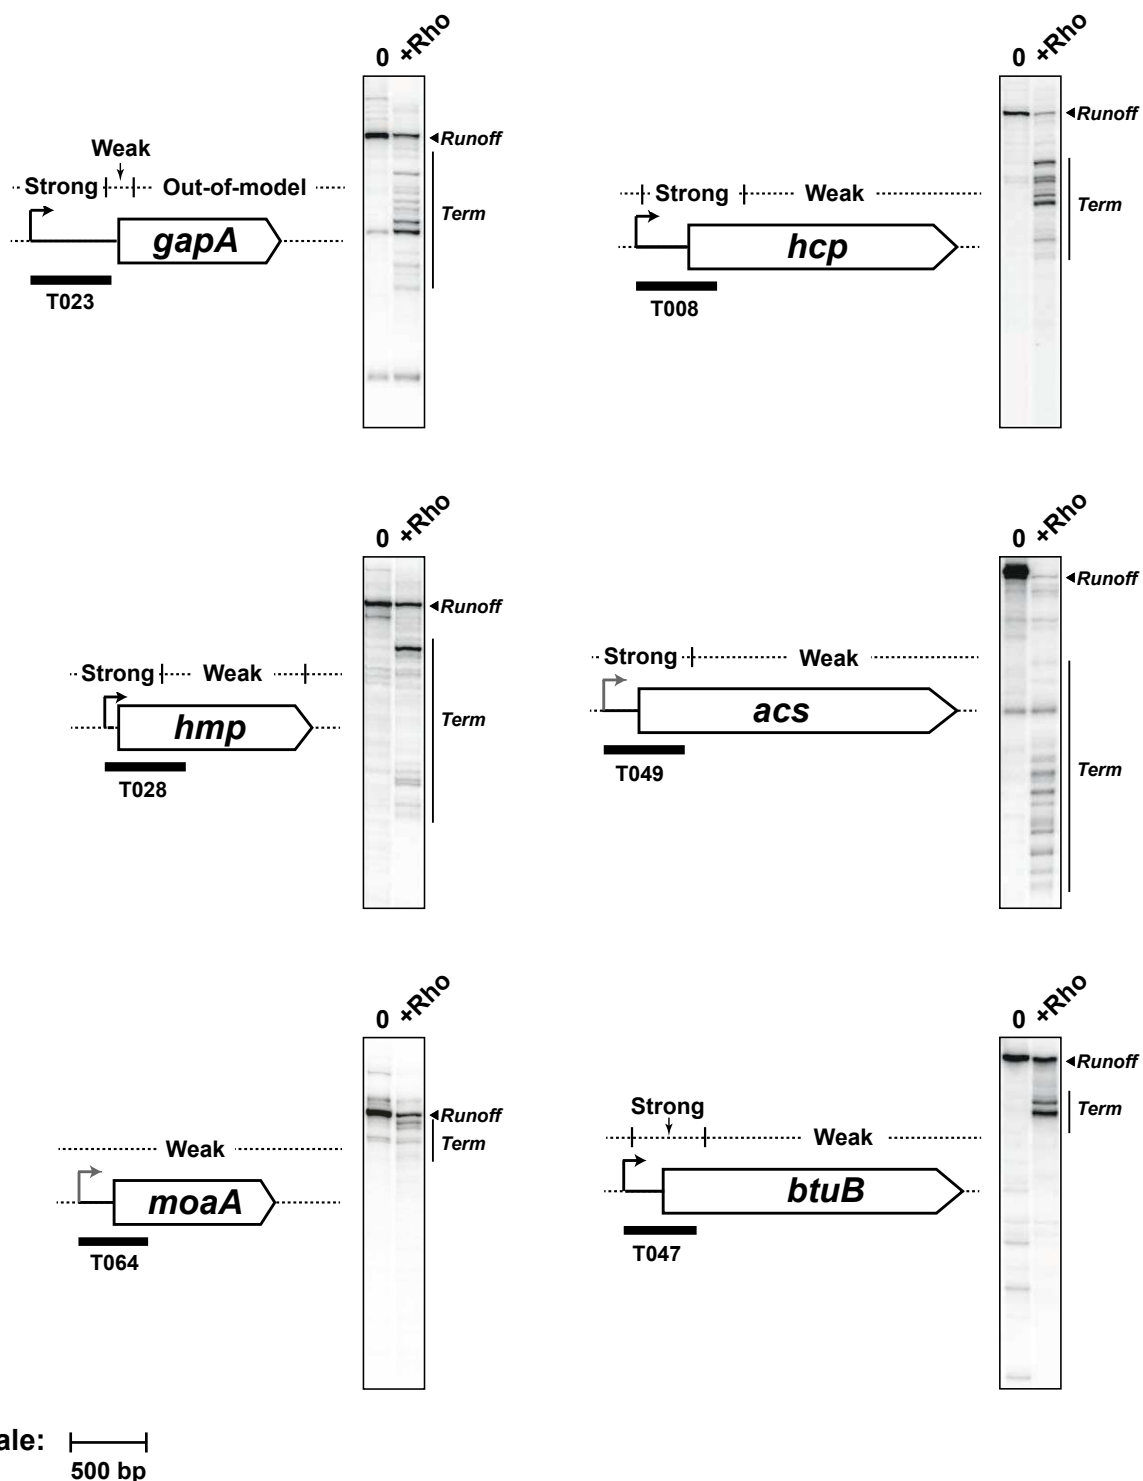 0 +Rho
Runoff
Weak
Strong Out-of-model
Term
gapA
T023
0 +Rho
Runoff
Strong Weak
Term
hcp
T008
0 +Rho
Runoff
Strong Weak
Term
hmp
T028
0 +Rho
Runoff
Strong Weak
acs
Term
T049
0 +Rho
Runoff
Term
Weak
moaA
T064
0 +Rho
Runoff
Strong
Term
Weak
btuB
T047
ale:
500 bp